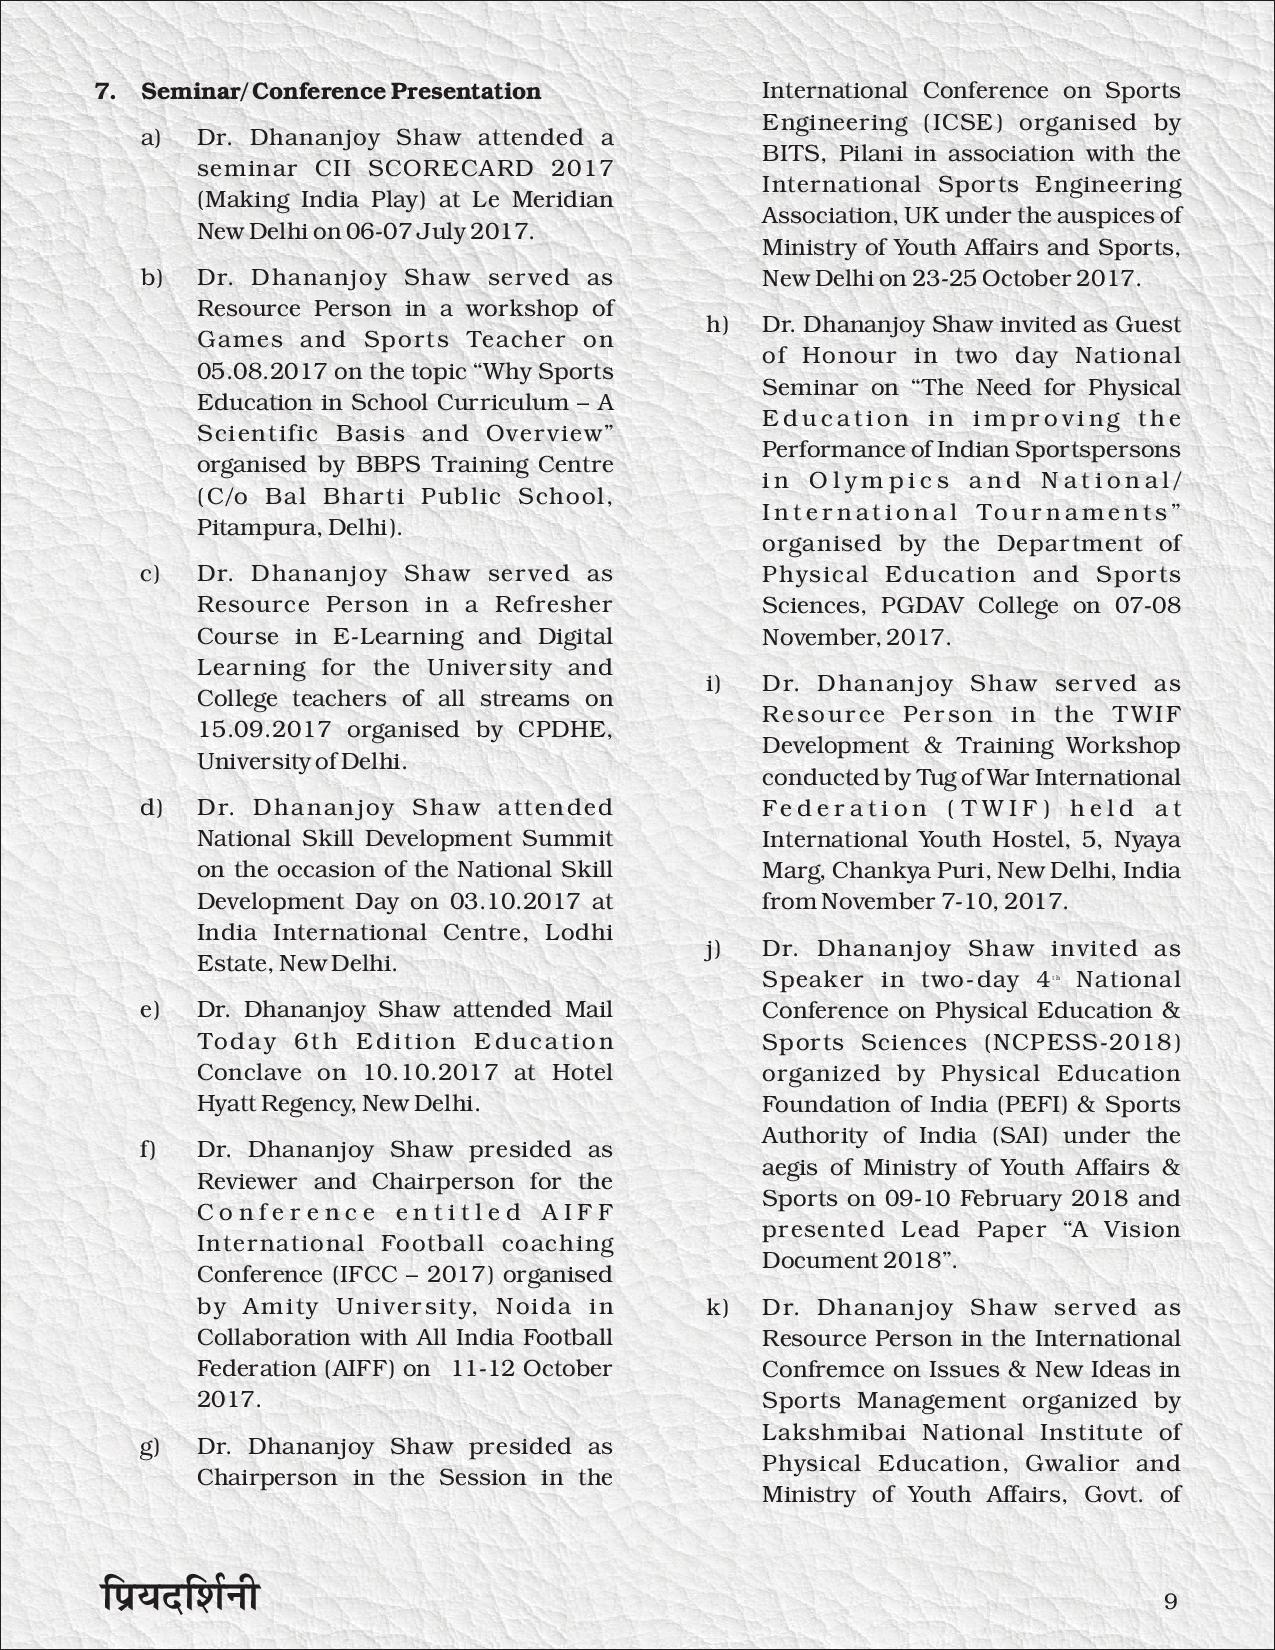 7. Seminar/Conference Presentation
a) Dr. Dhananjoy Shaw attended a
seminar CII SCORECARD 2017
(Making India Play) at Le Meridian
New Delhi on 06-07 July 2017.
b) Dr. Dhananjoy Shaw served as
Resource Person in a workshop of
Games and Sports Teacher on
05.08.2017 on the topic “Why Sports
Education in School Curriculum – A
Scientific Basis and Overview”
organised by BBPS Training Centre
(C/o Bal Bharti Public School,
Pitampura, Delhi).
c) Dr. Dhananjoy Shaw served as
Resource Person in a Refresher
Course in E-Learning and Digital
Learning for the University and
College teachers of all streams on
15.09.2017 organised by CPDHE,
University of Delhi.
d) Dr. Dhananjoy Shaw attended
National Skill Development Summit
on the occasion of the National Skill
Development Day on 03.10.2017 at
India International Centre, Lodhi
Estate, New Delhi.
e) Dr. Dhananjoy Shaw attended Mail
Today 6th Edition Education
Conclave on 10.10.2017 at Hotel
Hyatt Regency, New Delhi.
f) Dr. Dhananjoy Shaw presided as
Reviewer and Chairperson for the
Conference entitled AIFF
International Football coaching
Conference (IFCC – 2017) organised
by Amity University, Noida in
Collaboration with All India Football
Federation (AIFF) on 11-12 October
2017.
g) Dr. Dhananjoy Shaw presided as
Chairperson in the Session in the
International Conference on Sports
Engineering (ICSE) organised by
BITS, Pilani in association with the
International Sports Engineering
Association, UK under the auspices of
Ministry of Youth Affairs and Sports,
New Delhi on 23-25 October 2017.
h) Dr. Dhananjoy Shaw invited as Guest
of Honour in two day National
Seminar on “The Need for Physical
Education in improving the
Performance of Indian Sportspersons
in Olympics and National/
International Tournaments”
organised by the Department of
Physical Education and Sports
Sciences, PGDAV College on 07-08
November, 2017.
i) Dr. Dhananjoy Shaw served as
Resource Person in the TWIF
Development & Training Workshop
conducted by Tug of War International
Federation (TWIF) held at
International Youth Hostel, 5, Nyaya
Marg, Chankya Puri, New Delhi, India
from November 7-10, 2017.
j) Dr. Dhananjoy Shaw invited as
Speaker in two-day 4th National
Conference on Physical Education &
Sports Sciences (NCPESS-2018)
organized by Physical Education
Foundation of India (PEFI) & Sports
Authority of India (SAI) under the
aegis of Ministry of Youth Affairs &
Sports on 09-10 February 2018 and
presented Lead Paper “A Vision
Document 2018”.
k) Dr. Dhananjoy Shaw served as
Resource Person in the International
Confremce on Issues & New Ideas in
Sports Management organized by
Lakshmibai National Institute of
Physical Education, Gwalior and
Ministry of Youth Affairs, Govt. of
प्रियदर्शिनी
9